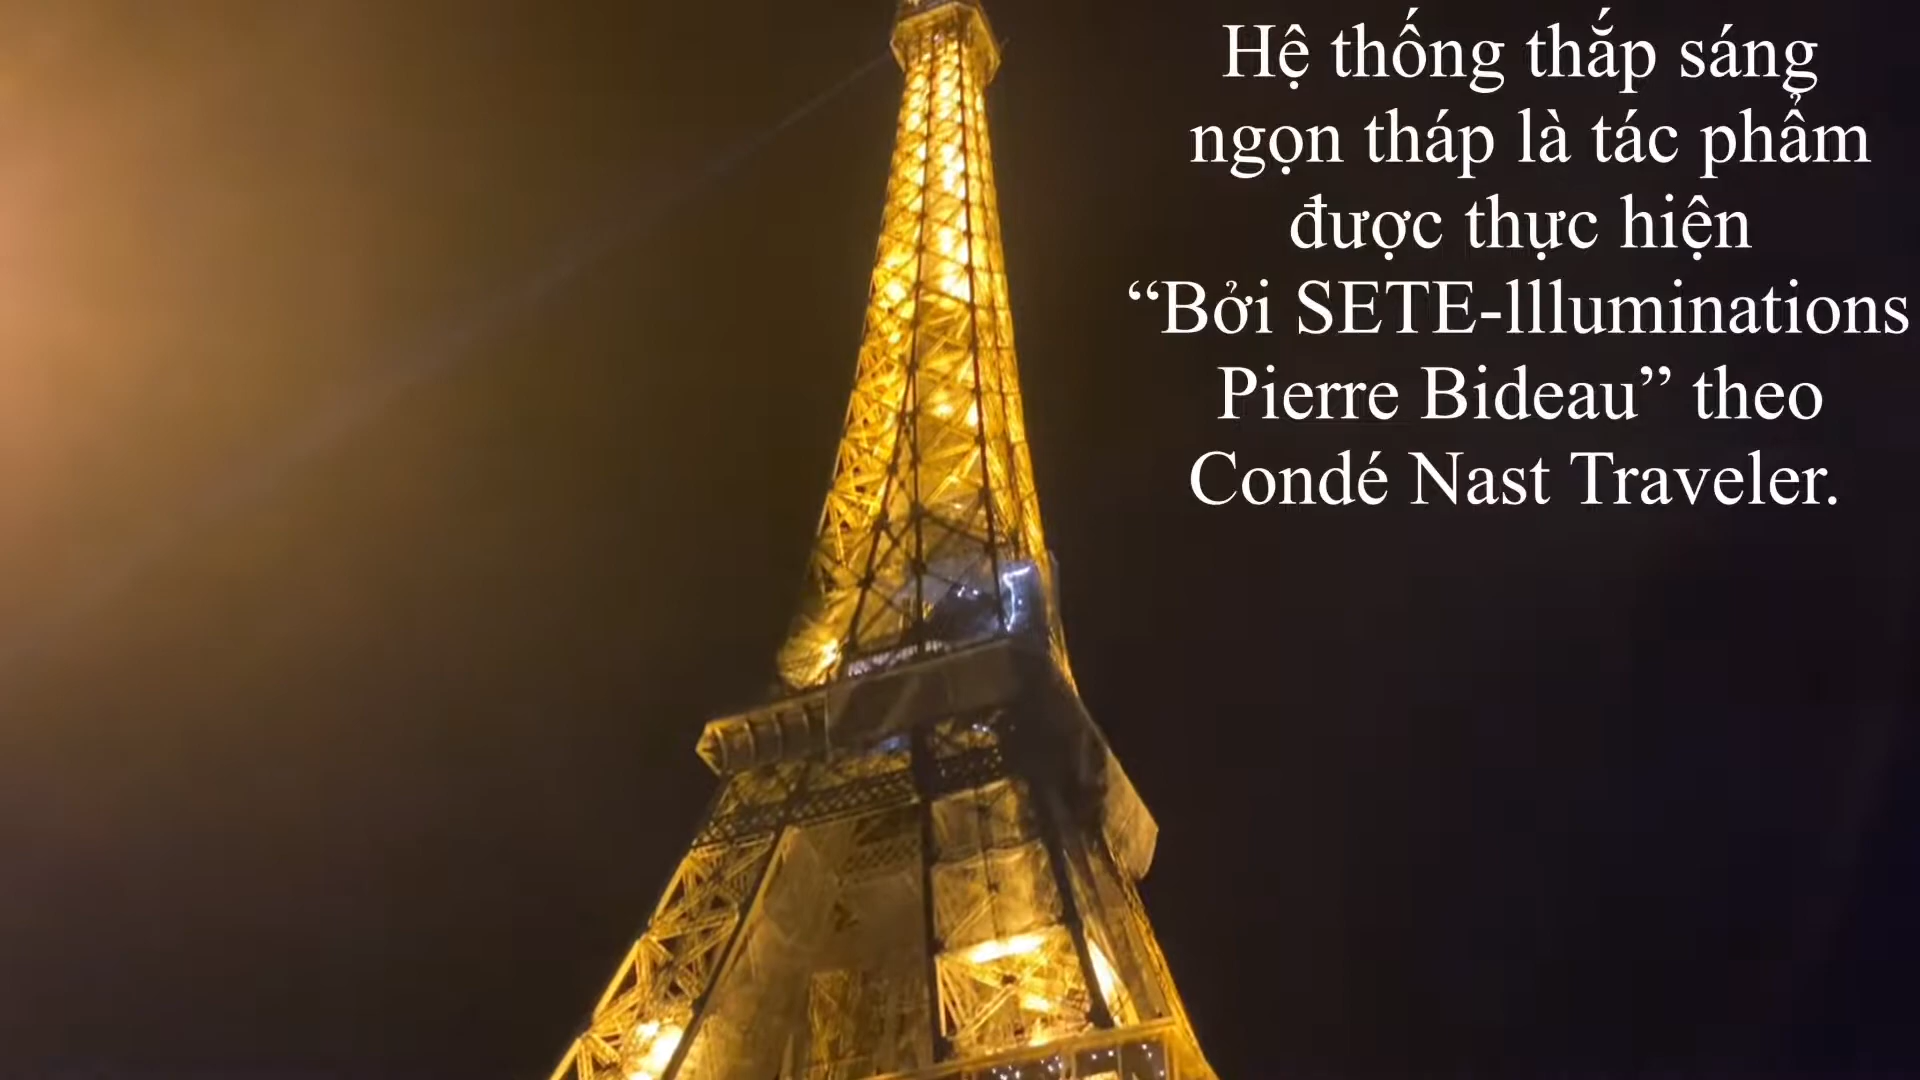 Hệ thống thắp sáng
ngọn tháp là tác phẩm
được thực hiện
“Bởi SETE-llluminations
Pierre Bideau” theo
Condé Nast Traveler.